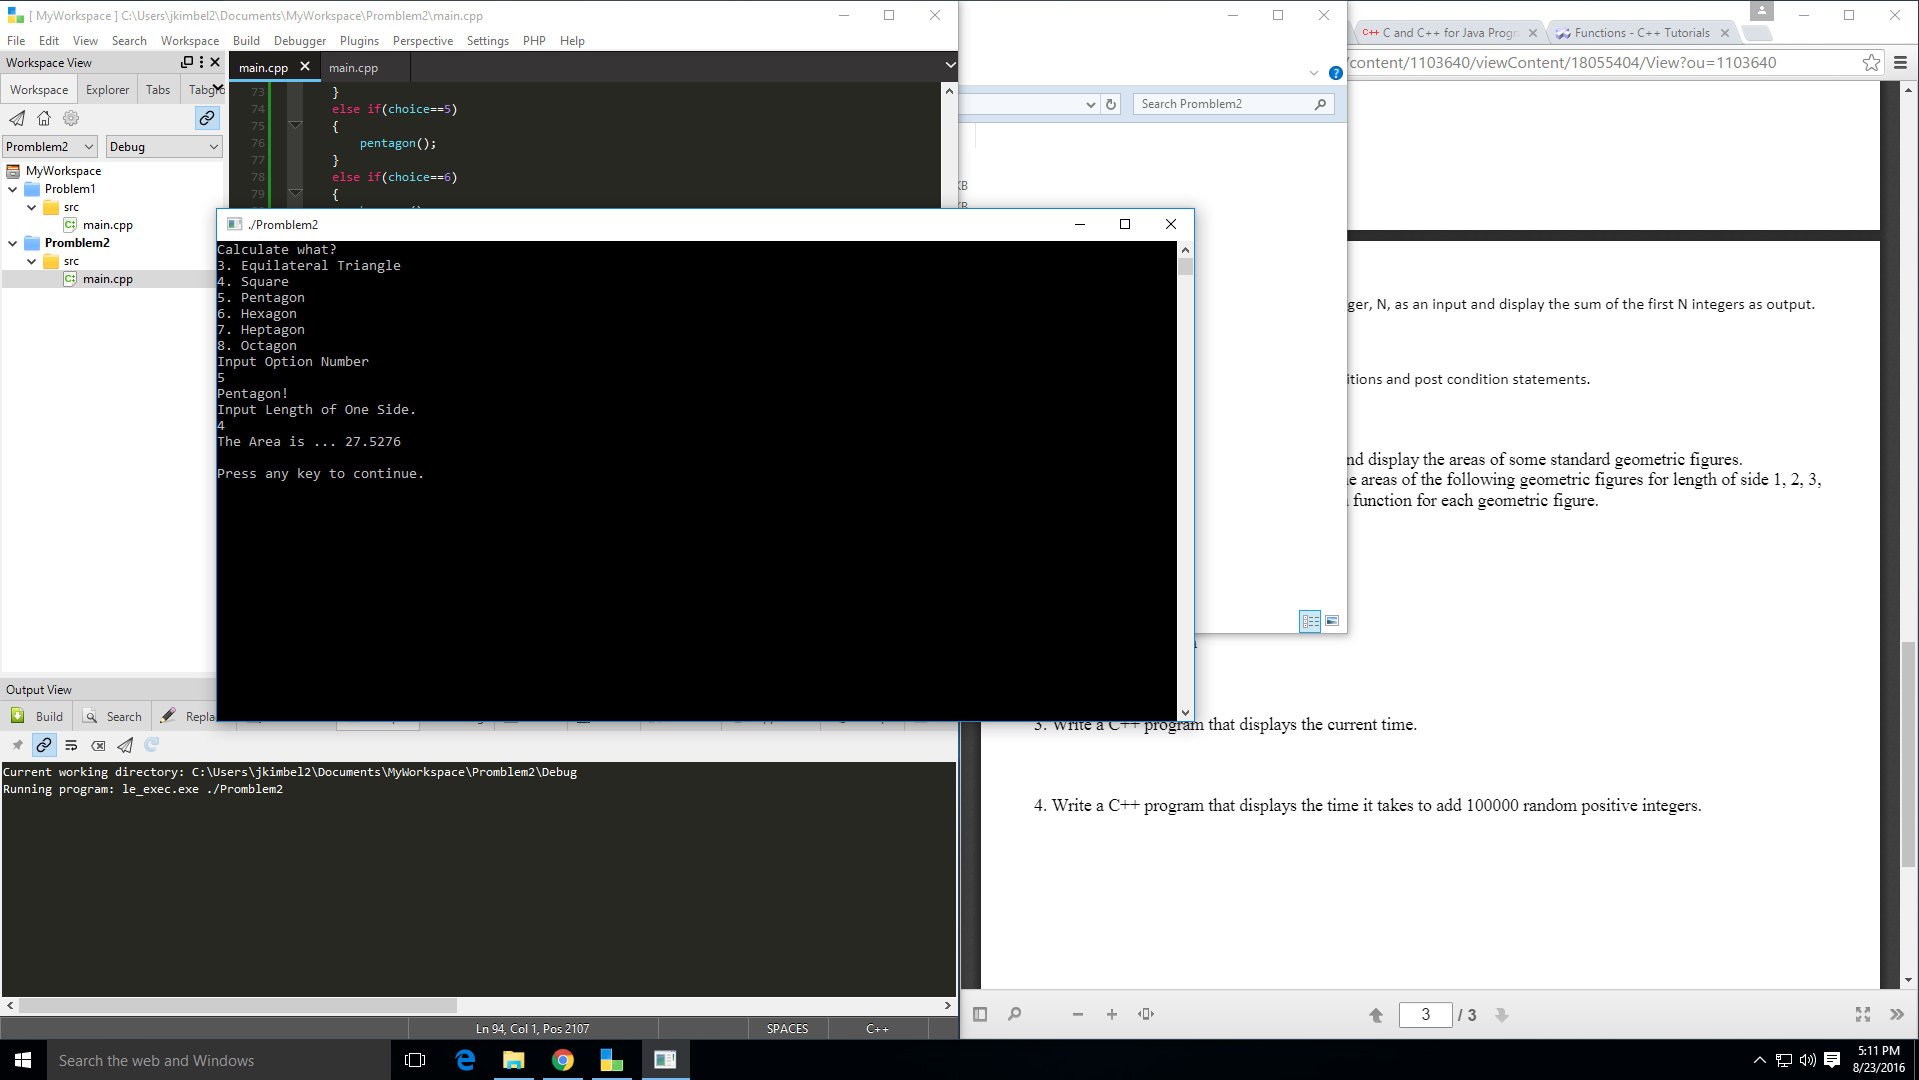 [ MyWorkspace ] C:\Users\jkimbel2\Documents\MyWorkspace\Promblem2\main.cpp
File Edit View Search Workspace Build Debugger Plugins Perspective Settings PHP Help
Workspace View
Workspace Explorer Tabs Tabgro
Promblem2 Debug
MyWorkspace
Problem1
src
main.cpp
Promblem2
src
main.cpp
main.cpp main.cpp
73 }
74 else if(choice==5)
75 {
76 pentagon();
77 }
78 else if(choice==6)
79 {
./Promblem2
Calculate what?
3. Equilateral Triangle
4. Square
5. Pentagon
6. Hexagon
7. Heptagon
8. Octagon
Input Option Number
5
Pentagon!
Input Length of One Side.
4
The Area is ... 27.5276
Press any key to continue.
Output View
Build Search Repla
Current working directory: C:\Users\jkimbel2\Documents\MyWorkspace\Promblem2\Debug
Running program: le_exec.exe ./Promblem2
Ln 94, Col 1, Pos 2107 SPACES C++
Search Promblem2
KB
C++ C and C++ for Java Progr Functions - C++ Tutorials
/content/1103640/viewContent/18055404/View?ou=1103640
ger, N, as an input and display the sum of the first N integers as output.
itions and post condition statements.
nd display the areas of some standard geometric figures.
e areas of the following geometric figures for length of side 1, 2, 3,
function for each geometric figure.
3. Write a C++ program that displays the current time.
4. Write a C++ program that displays the time it takes to add 100000 random positive integers.
3 / 3
Search the web and Windows
5:11 PM
8/23/2016